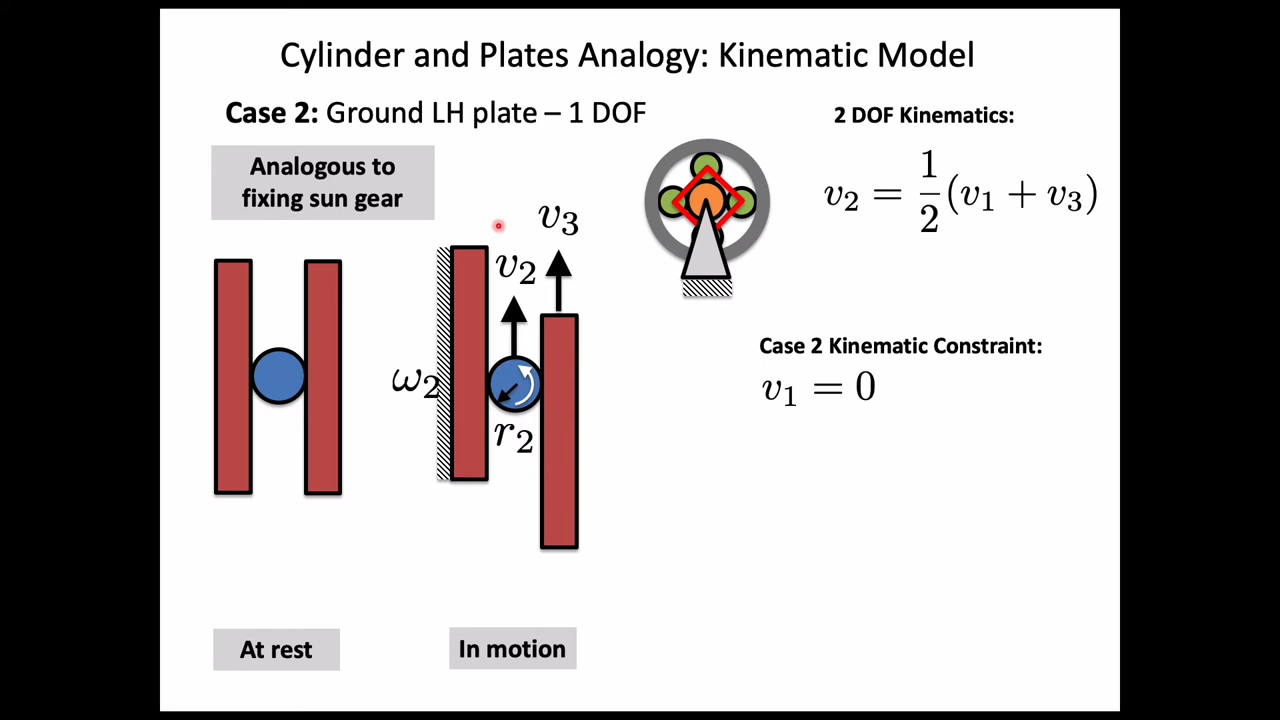 Cylinder and Plates Analogy: Kinematic Model
Case 2: Ground LH plate – 1 DOF
2 DOF Kinematics:
Analogous to
fixing sun gear
v₂ = 1/2 (v₁ + v₃)
v₃
v₂
Case 2 Kinematic Constraint:
v₁ = 0
ω₂
r₂
At rest
In motion